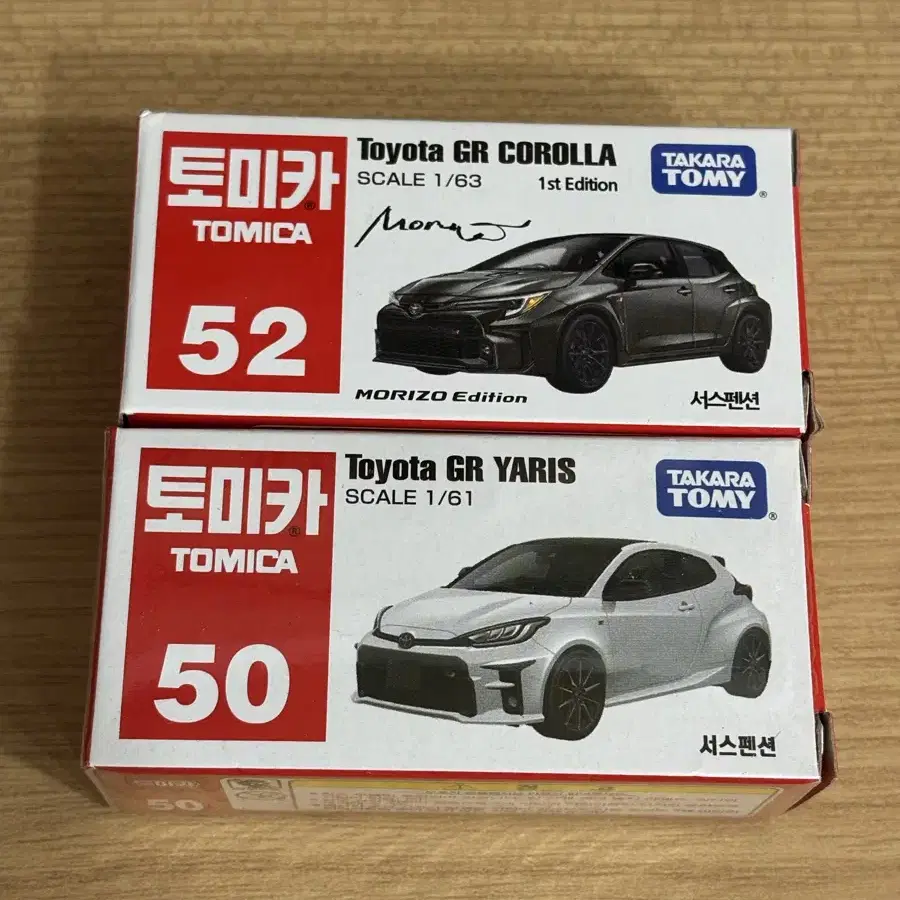 토미카®
TOMICA
52
Toyota GR COROLLA
SCALE 1/63 1st Edition
TAKARA
TOMY®
Morizo
MORIZO Edition
서스펜션
토미카®
TOMICA
50
Toyota GR YARIS
SCALE 1/61
TAKARA
TOMY®
서스펜션
50